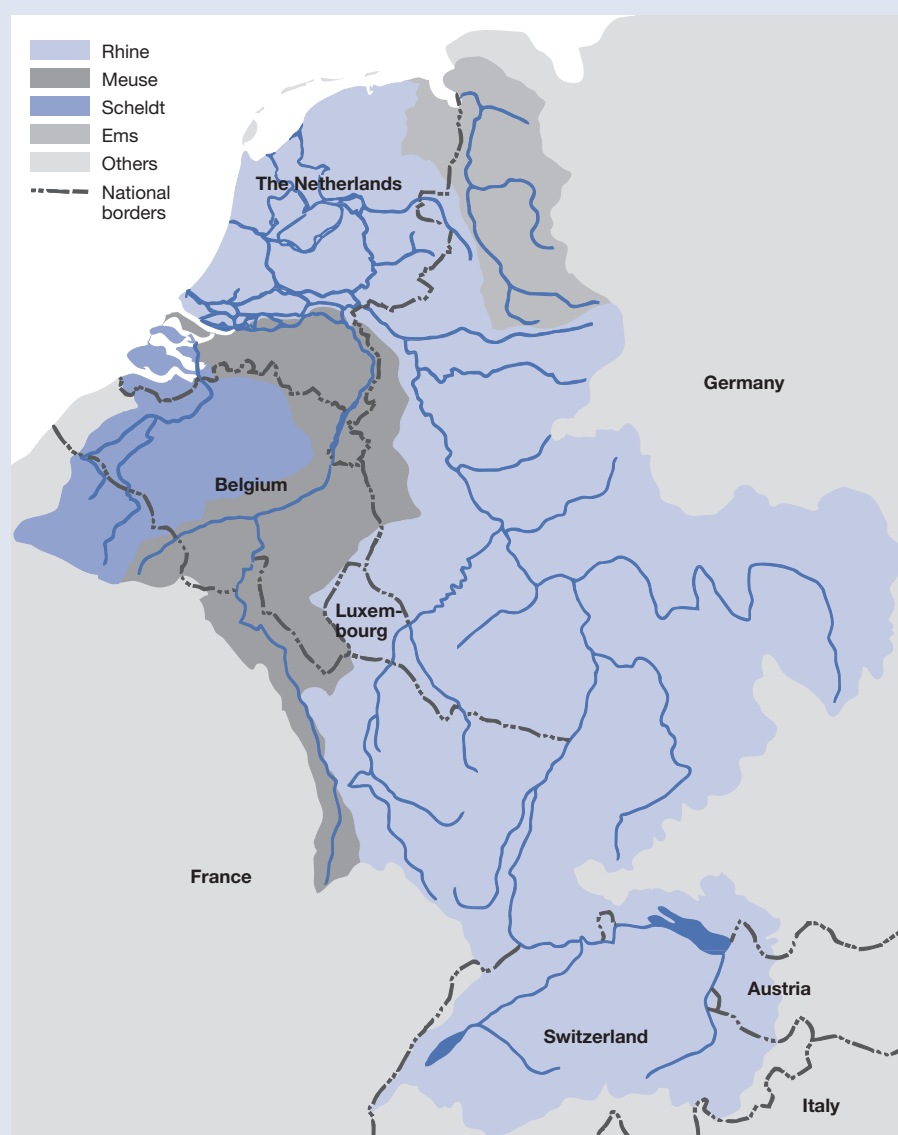 Rhine
Meuse
Scheldt
Ems
Others
National
borders
The Netherlands
Germany
Belgium
Luxem-
bourg
France
Austria
Switzerland
Italy